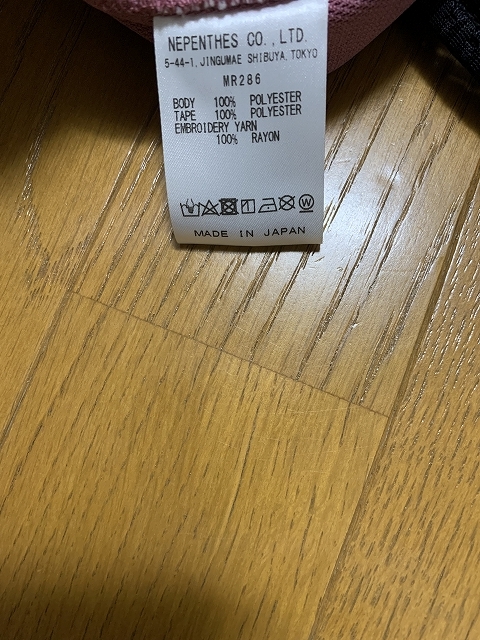 NEPENTHES CO., LTD.
5-44-1, JINGUMAE SHIBUYA, TOKYO
MR286
BODY 100% POLYESTER
TAPE 100% POLYESTER
EMBROIDERY YARN
100% RAYON
W
MADE IN JAPAN